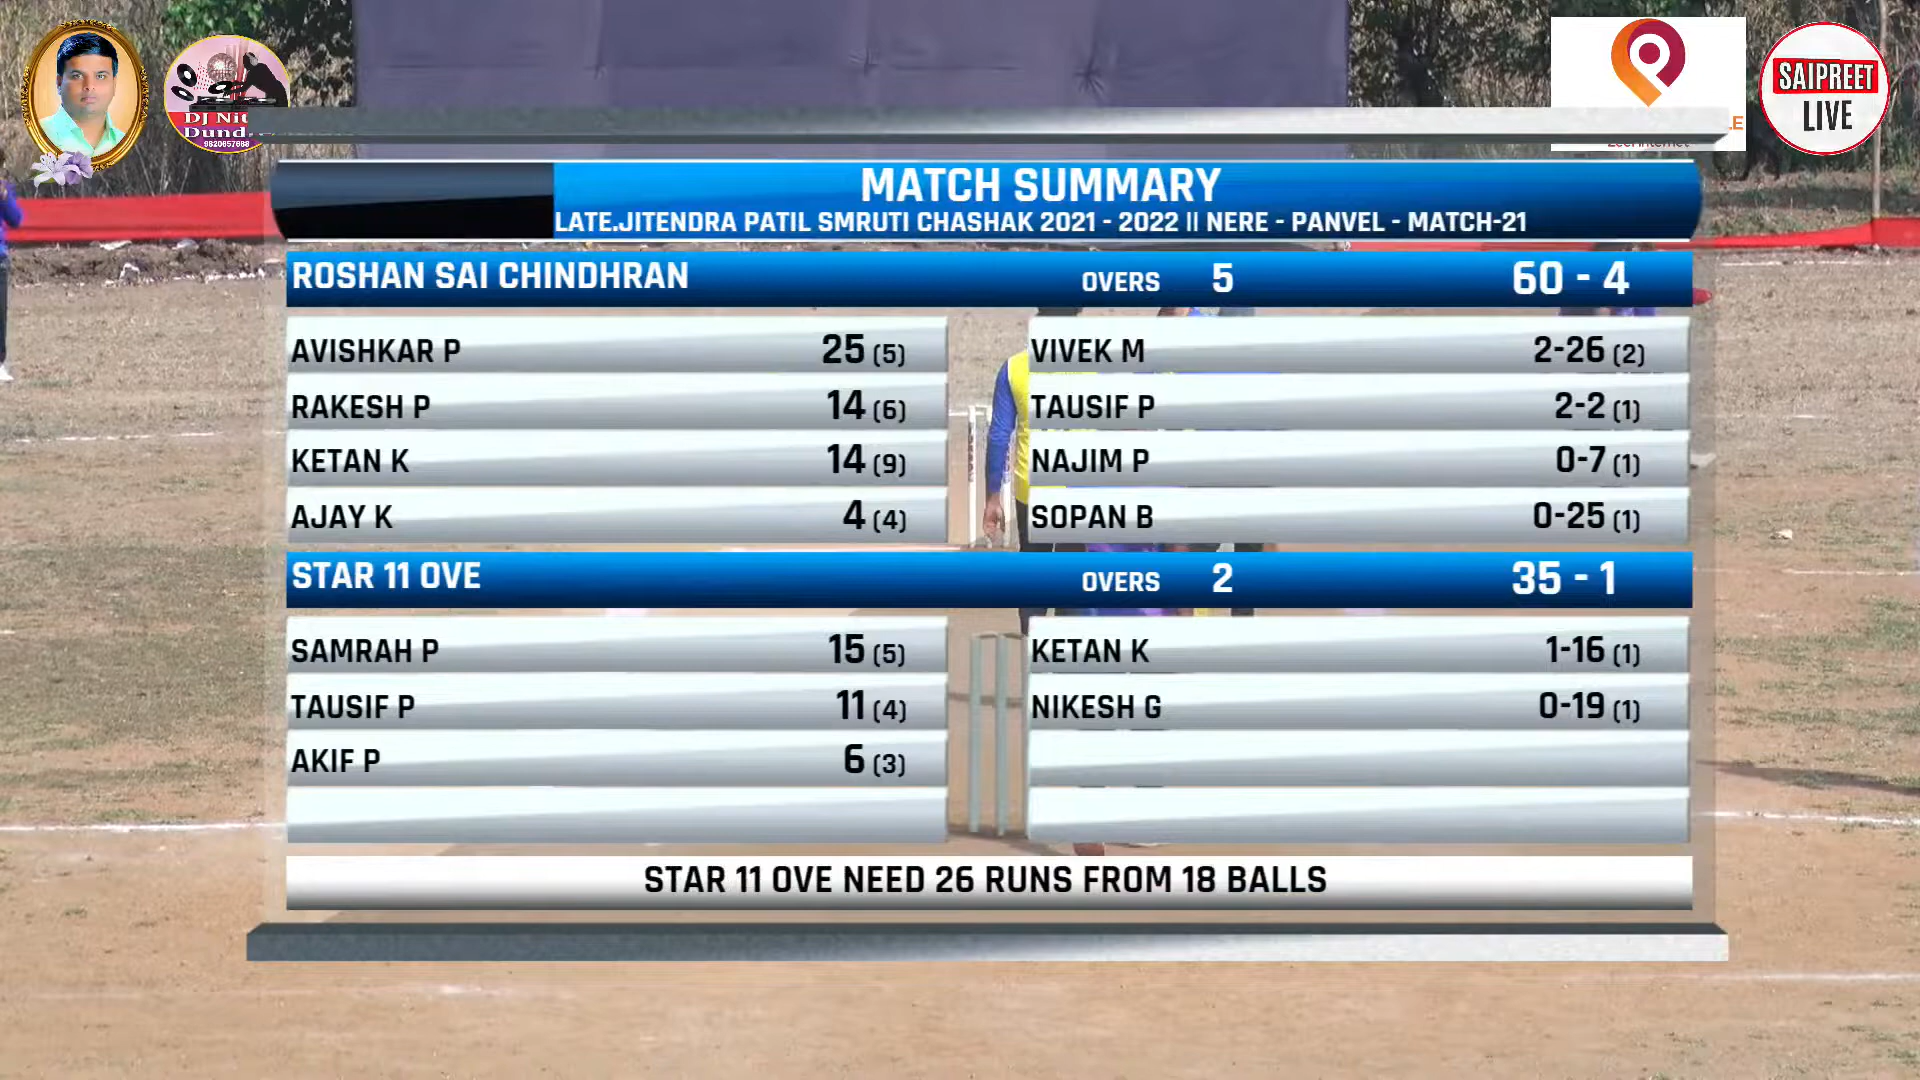 DJ Nit
Dund
9820657688
SAIPREET
LIVE
MATCH SUMMARY
LATE.JITENDRA PATIL SMRUTI CHASHAK 2021 - 2022 || NERE - PANVEL - MATCH-21
ROSHAN SAI CHINDHRAN OVERS 5 60 - 4
AVISHKAR P 25 (5) VIVEK M 2-26 (2)
RAKESH P 14 (6) TAUSIF P 2-2 (1)
KETAN K 14 (9) NAJIM P 0-7 (1)
AJAY K 4 (4) SOPAN B 0-25 (1)
STAR 11 OVE OVERS 2 35 - 1
SAMRAH P 15 (5) KETAN K 1-16 (1)
TAUSIF P 11 (4) NIKESH G 0-19 (1)
AKIF P 6 (3)
STAR 11 OVE NEED 26 RUNS FROM 18 BALLS